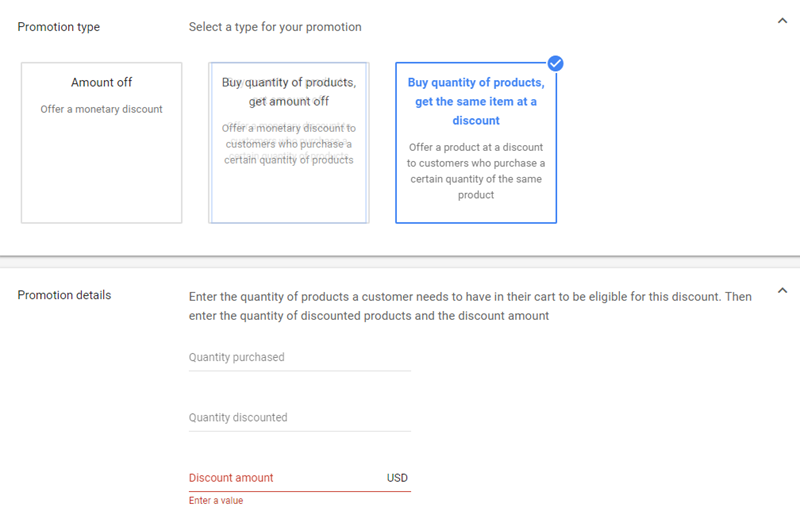 Promotion type
Select a type for your promotion
Amount off
Offer a monetary discount
Buy quantity of products,
get amount off
Offer a monetary discount to
customers who purchase a
certain quantity of products
Buy quantity of products,
get the same item at a
discount
Offer a product at a discount
to customers who purchase a
certain quantity of the same
product
Promotion details
Enter the quantity of products a customer needs to have in their cart to be eligible for this discount. Then
enter the quantity of discounted products and the discount amount
Quantity purchased
Quantity discounted
Discount amount USD
Enter a value